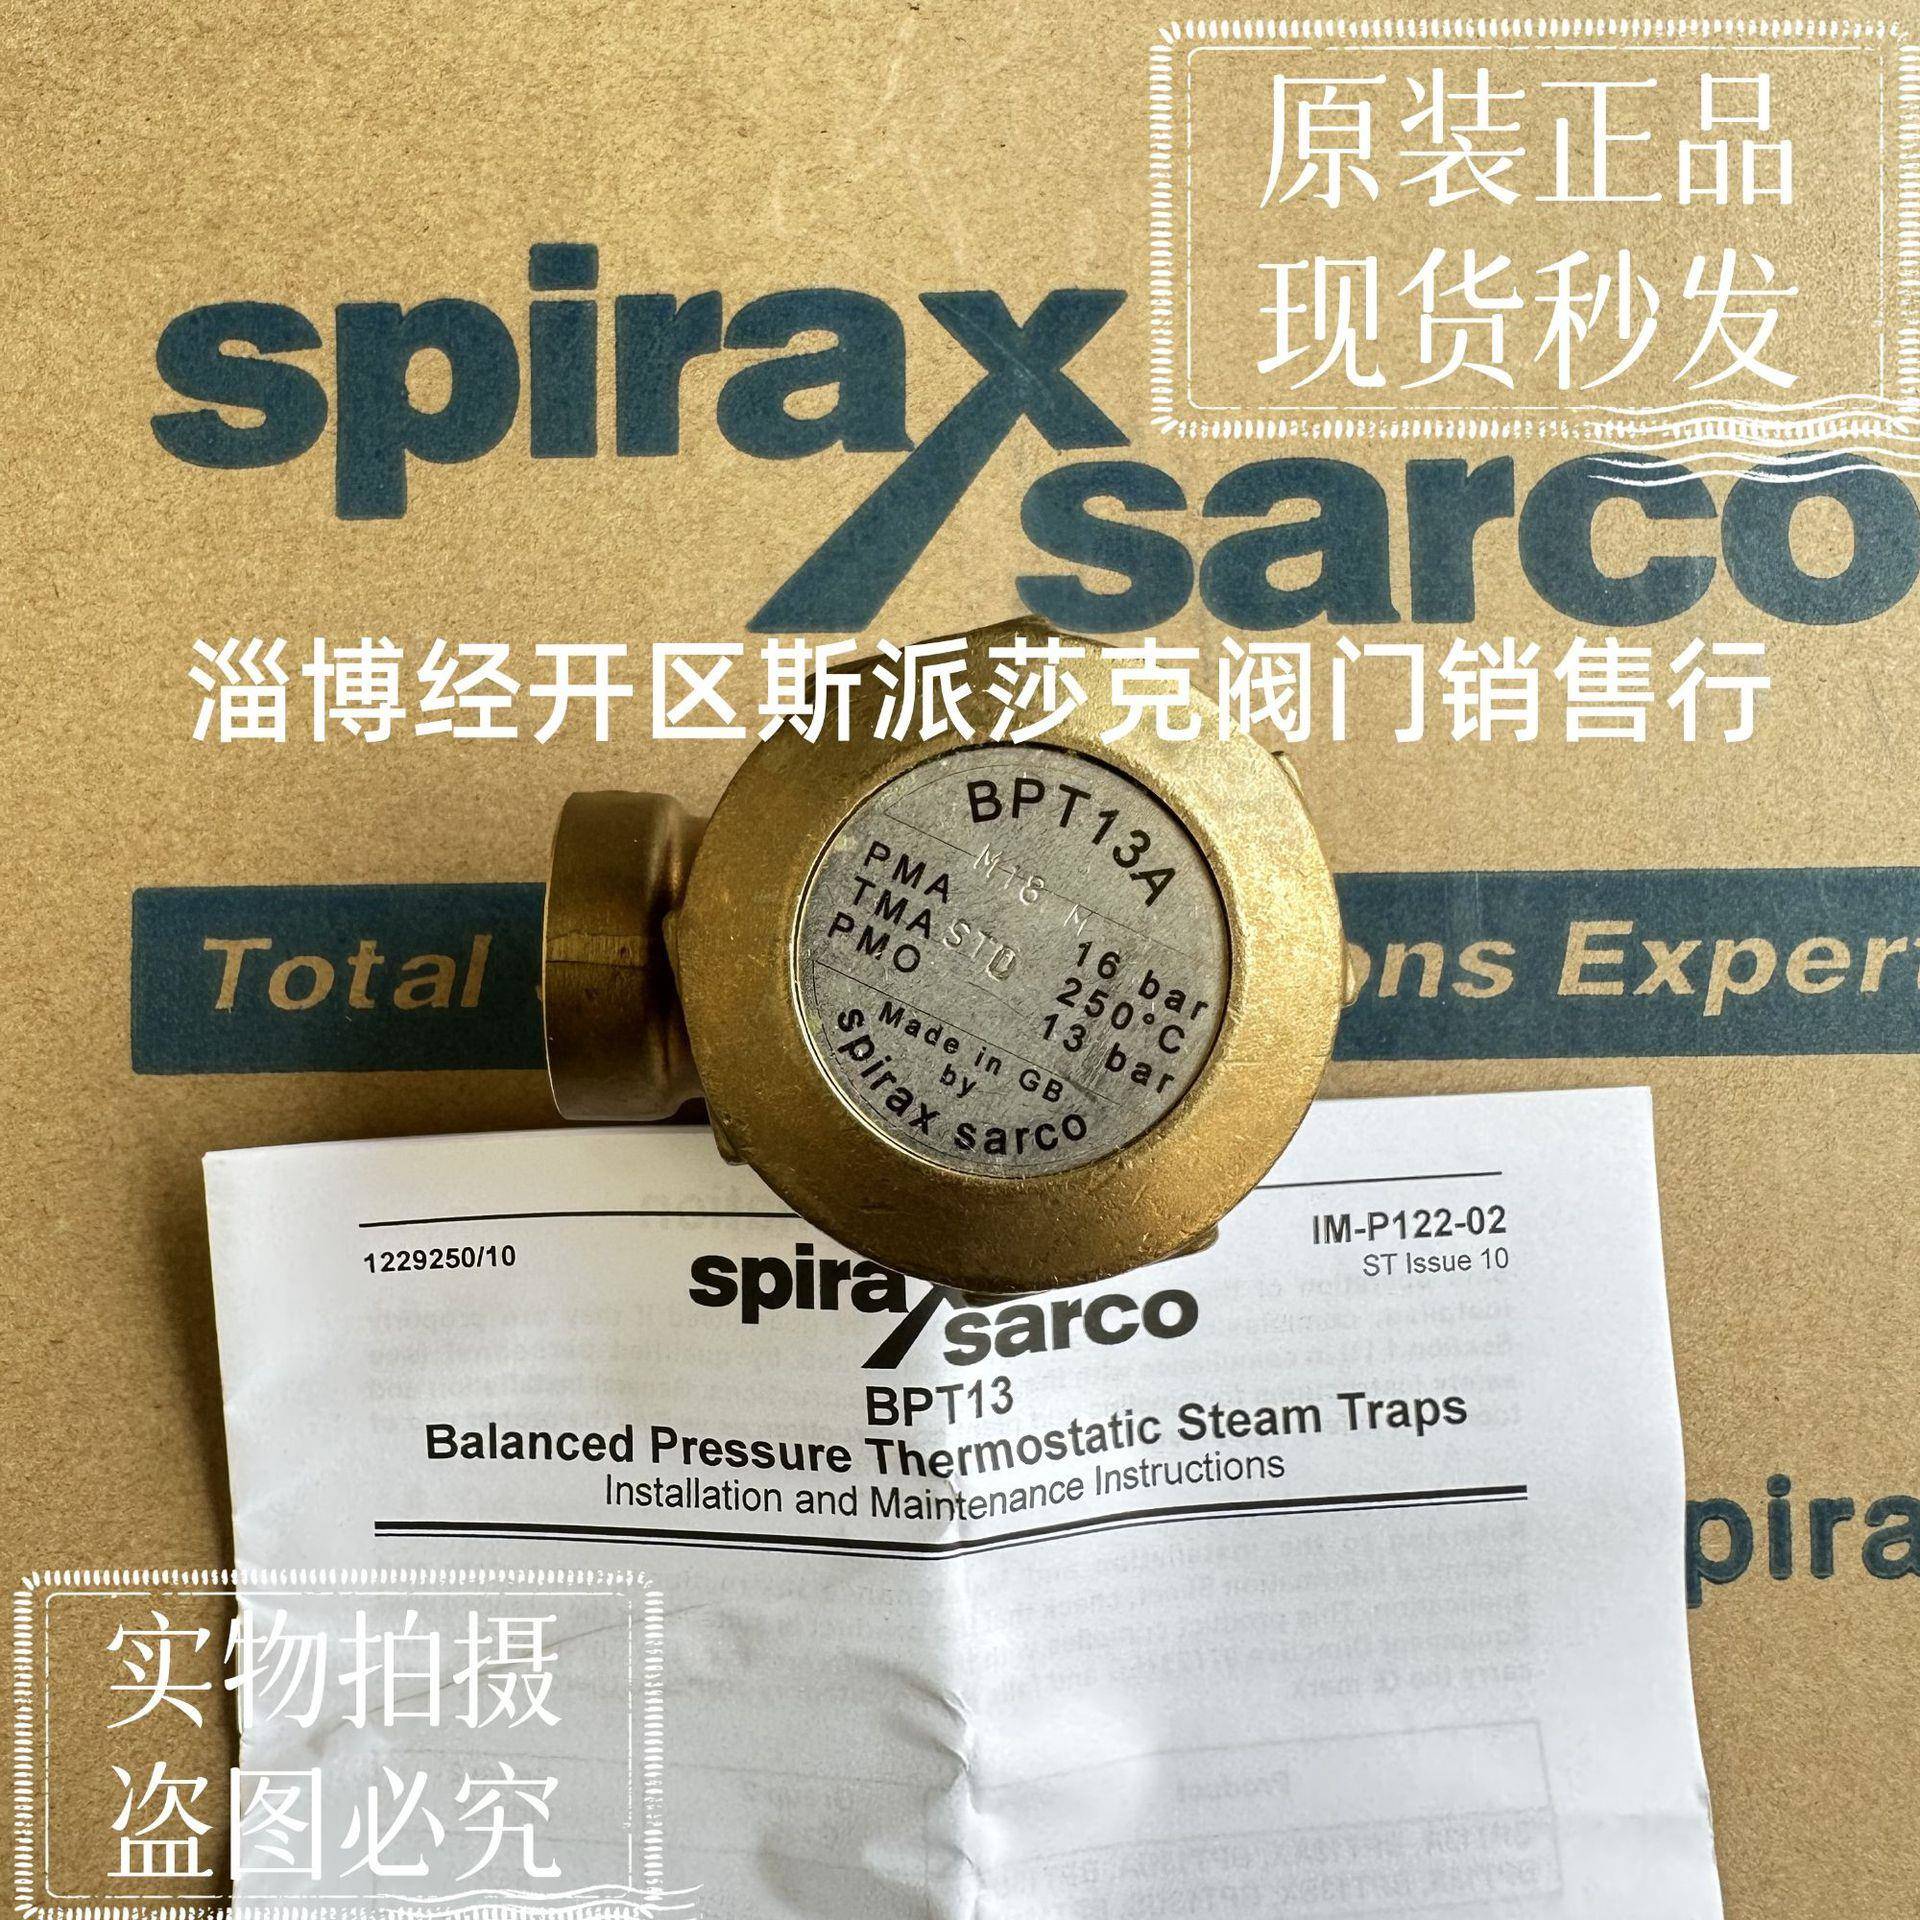 原装正品
现货秒发
spirax
sarco
淄博经开区斯派莎克阀门销售行
BPT13A
M18 M
PMA 16 bar
TMA STD 250°C
PMO 13 bar
Made in GB
by
spirax sarco
Total
ons Expert
1229250/10
IM-P122-02
ST Issue 10
spirax
sarco
BPT13
Balanced Pressure Thermostatic Steam Traps
Installation and Maintenance Instructions
pira
实物拍摄
盗图必究